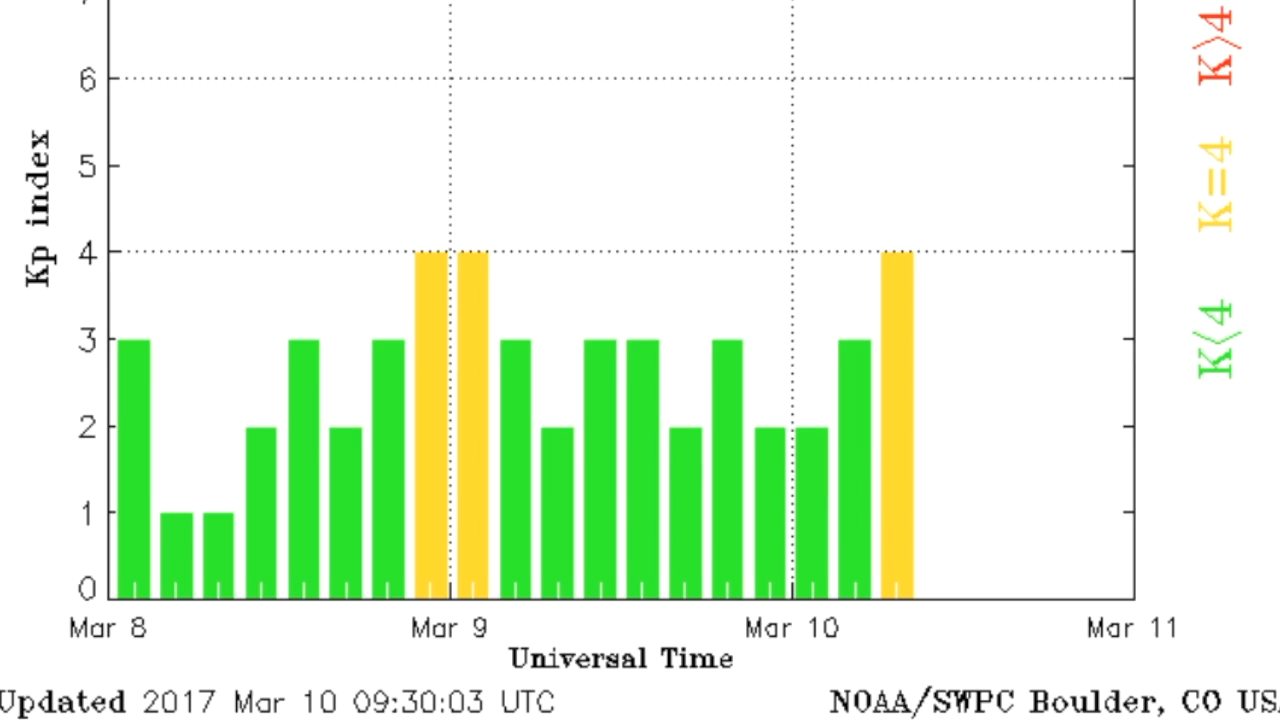 7
6
5
4
3
2
1
0
Kp index
K<4 K=4 K>4
Mar 8 Mar 9 Mar 10 Mar 11
Universal Time
Updated 2017 Mar 10 09:30:03 UTC NOAA/SWPC Boulder, CO USA